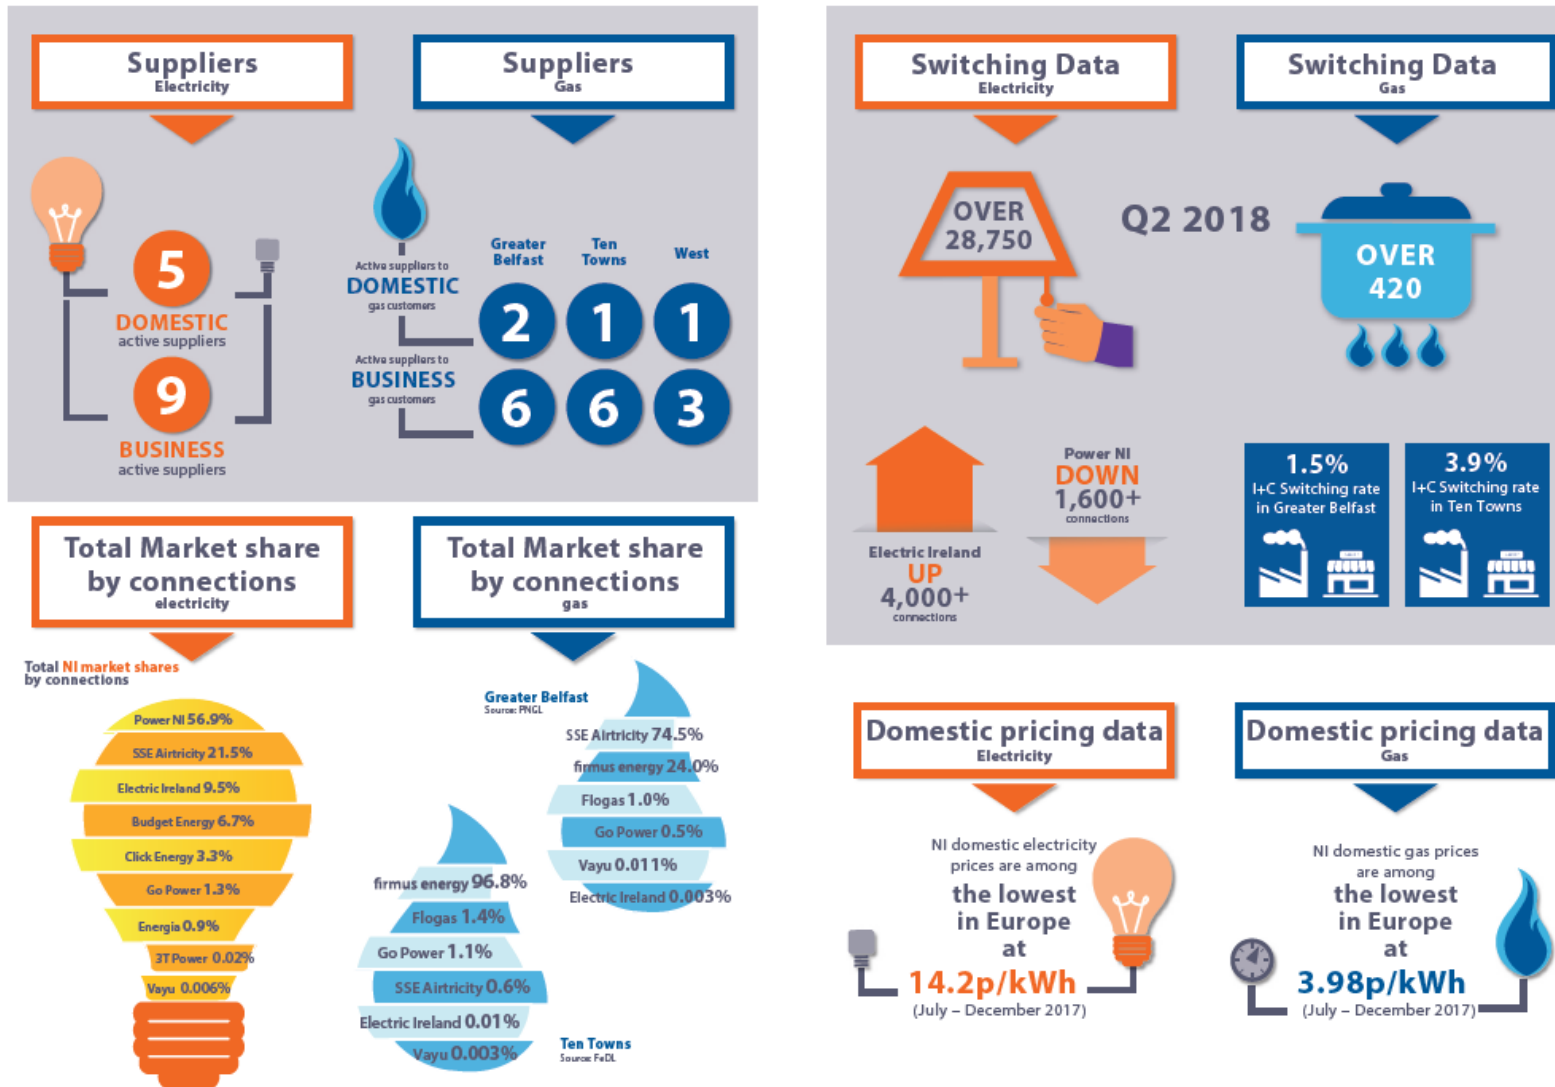 Suppliers
Electricity
Suppliers
Gas
5
DOMESTIC
active suppliers
9
BUSINESS
active suppliers
Greater
Belfast
Ten
Towns
West
Active suppliers to
DOMESTIC
gas customers
2
1
1
Active suppliers to
BUSINESS
gas customers
6
6
3
Total Market share
by connections
electricity
Total NI market shares
by connections
Power NI 56.9%
SSE Airtricity 21.5%
Electric Ireland 9.5%
Budget Energy 6.7%
Click Energy 3.3%
Go Power 1.3%
Energia 0.9%
3T Power 0.02%
Vayu 0.006%
Total Market share
by connections
gas
Greater Belfast
Source: PNGL
SSE Airtricity 74.5%
firmus energy 24.0%
Flogas 1.0%
Go Power 0.5%
Vayu 0.011%
Electric Ireland 0.003%
firmus energy 96.8%
Flogas 1.4%
Go Power 1.1%
SSE Airtricity 0.6%
Electric Ireland 0.01%
Vayu 0.003%
Ten Towns
Source: FeDL
Switching Data
Electricity
Switching Data
Gas
OVER
28,750
Q2 2018
OVER
420
Electric Ireland
UP
4,000+
connections
Power NI
DOWN
1,600+
connections
1.5%
I+C Switching rate
in Greater Belfast
3.9%
I+C Switching rate
in Ten Towns
Domestic pricing data
Electricity
NI domestic electricity
prices are among
the lowest
in Europe
at
14.2p/kWh
(July – December 2017)
Domestic pricing data
Gas
NI domestic gas prices
are among
the lowest
in Europe
at
3.98p/kWh
(July – December 2017)